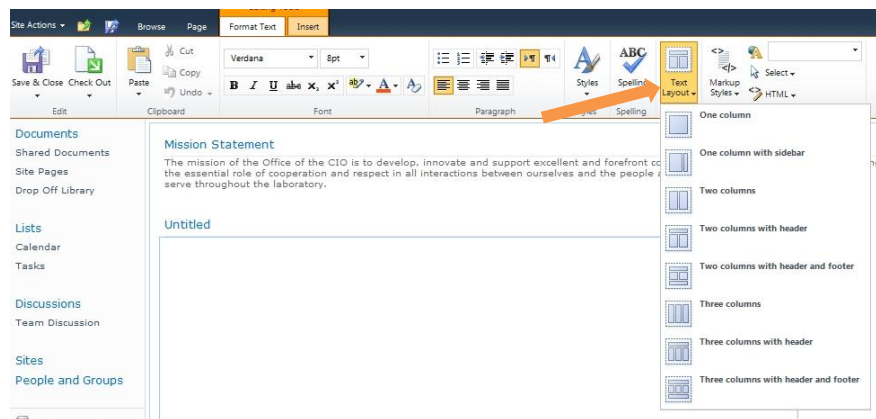 Site Actions
Browse
Page
Format Text
Insert
Save & Close
Check Out
Paste
Cut
Copy
Undo
Verdana
8pt
B I U abe X₂ X²
Styles
ABC
Spelling
Text Layout
Markup Styles
Select
HTML
Edit
Clipboard
Font
Paragraph
Spelling
Documents
Shared Documents
Site Pages
Drop Off Library
Lists
Calendar
Tasks
Discussions
Team Discussion
Sites
People and Groups
Mission Statement
The mission of the Office of the CIO is to develop, innovate and support excellent and forefront
the essential role of cooperation and respect in all interactions between ourselves and the people
serve throughout the laboratory.
Untitled
One column
One column with sidebar
Two columns
Two columns with header
Two columns with header and footer
Three columns
Three columns with header
Three columns with header and footer